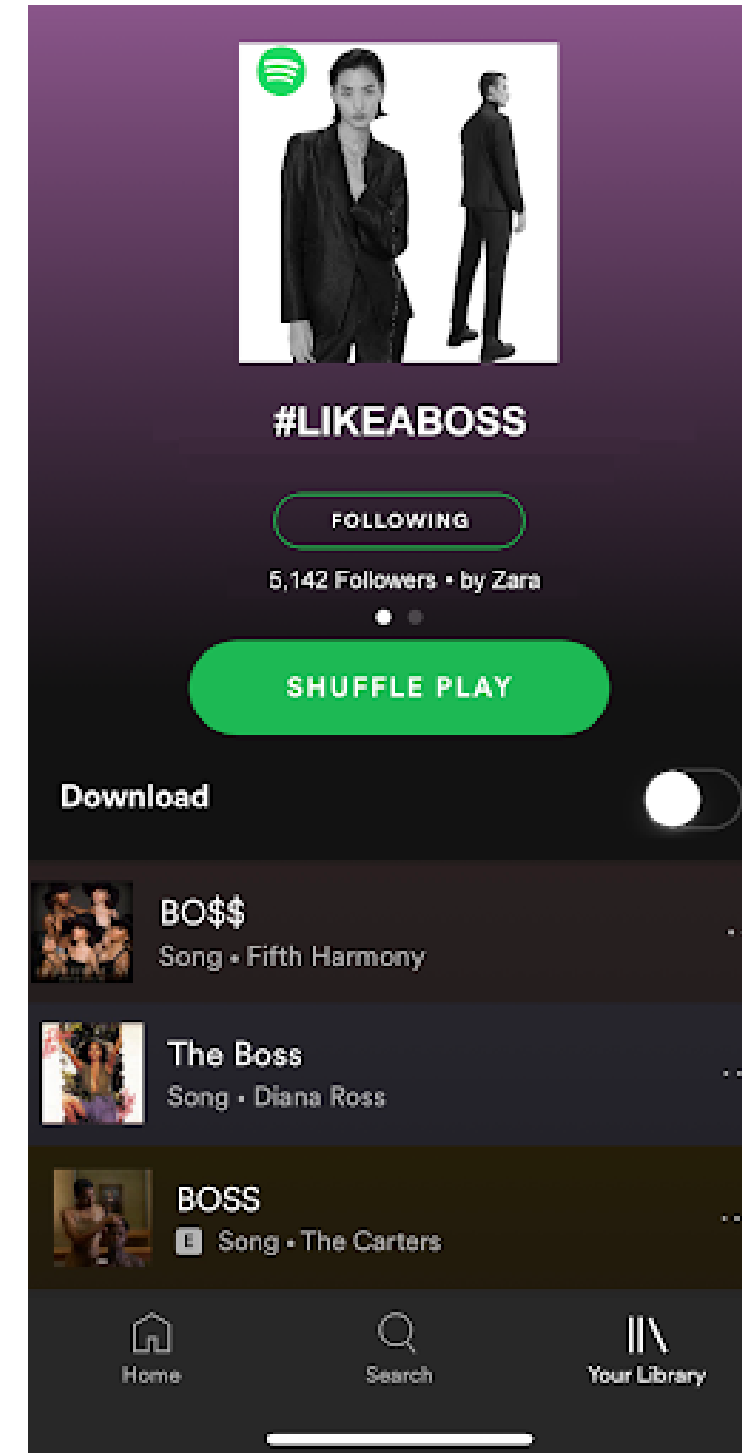 #LIKEABOSS
FOLLOWING
5,142 Followers • by Zara
SHUFFLE PLAY
Download
BO$$
Song • Fifth Harmony
The Boss
Song • Diana Ross
BOSS
E Song • The Carters
Home Search Your Library